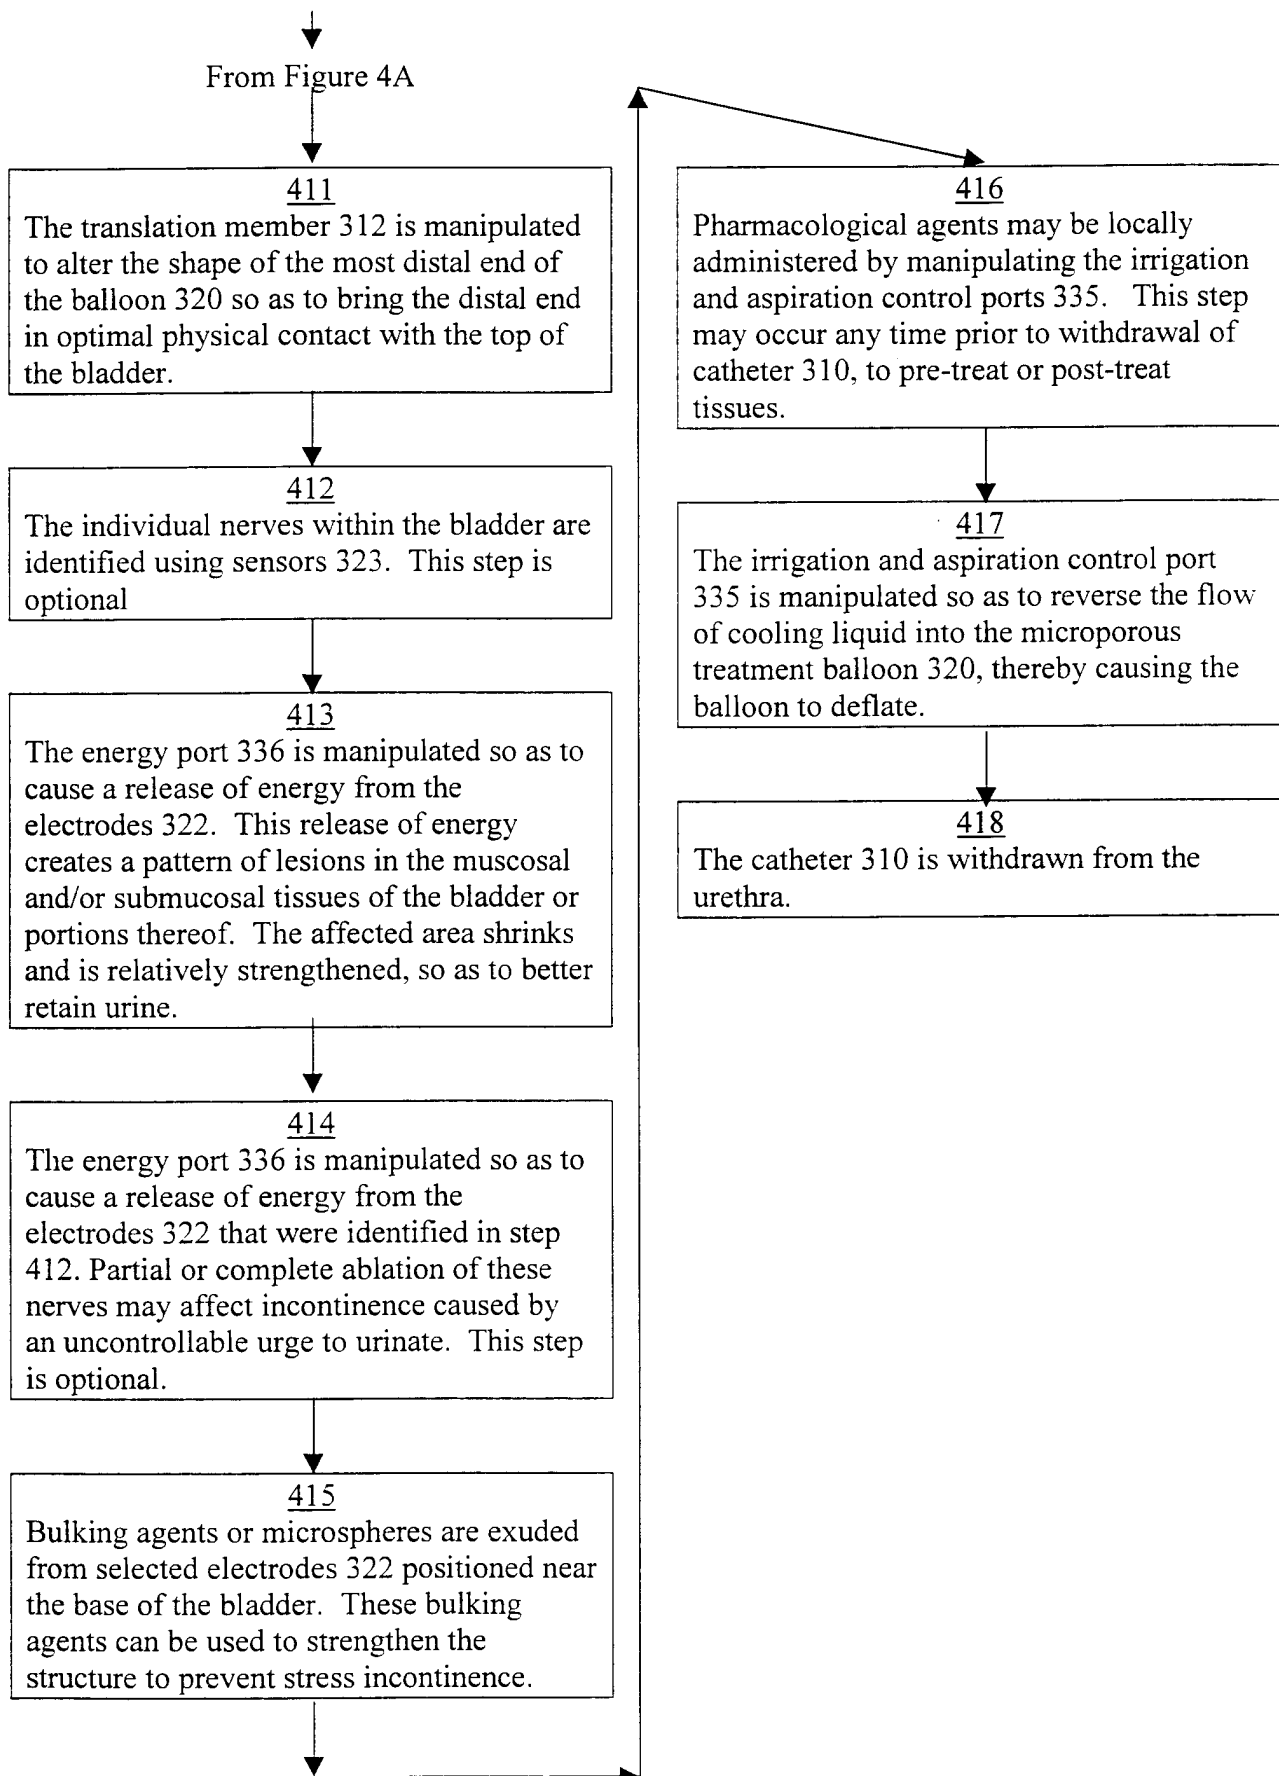 From Figure 4A
411
The translation member 312 is manipulated
to alter the shape of the most distal end of
the balloon 320 so as to bring the distal end
in optimal physical contact with the top of
the bladder.
412
The individual nerves within the bladder are
identified using sensors 323. This step is
optional
413
The energy port 336 is manipulated so as to
cause a release of energy from the
electrodes 322. This release of energy
creates a pattern of lesions in the muscosal
and/or submucosal tissues of the bladder or
portions thereof. The affected area shrinks
and is relatively strengthened, so as to better
retain urine.
414
The energy port 336 is manipulated so as to
cause a release of energy from the
electrodes 322 that were identified in step
412. Partial or complete ablation of these
nerves may affect incontinence caused by
an uncontrollable urge to urinate. This step
is optional.
415
Bulking agents or microspheres are exuded
from selected electrodes 322 positioned near
the base of the bladder. These bulking
agents can be used to strengthen the
structure to prevent stress incontinence.
416
Pharmacological agents may be locally
administered by manipulating the irrigation
and aspiration control ports 335. This step
may occur any time prior to withdrawal of
catheter 310, to pre-treat or post-treat
tissues.
417
The irrigation and aspiration control port
335 is manipulated so as to reverse the flow
of cooling liquid into the microporous
treatment balloon 320, thereby causing the
balloon to deflate.
418
The catheter 310 is withdrawn from the
urethra.